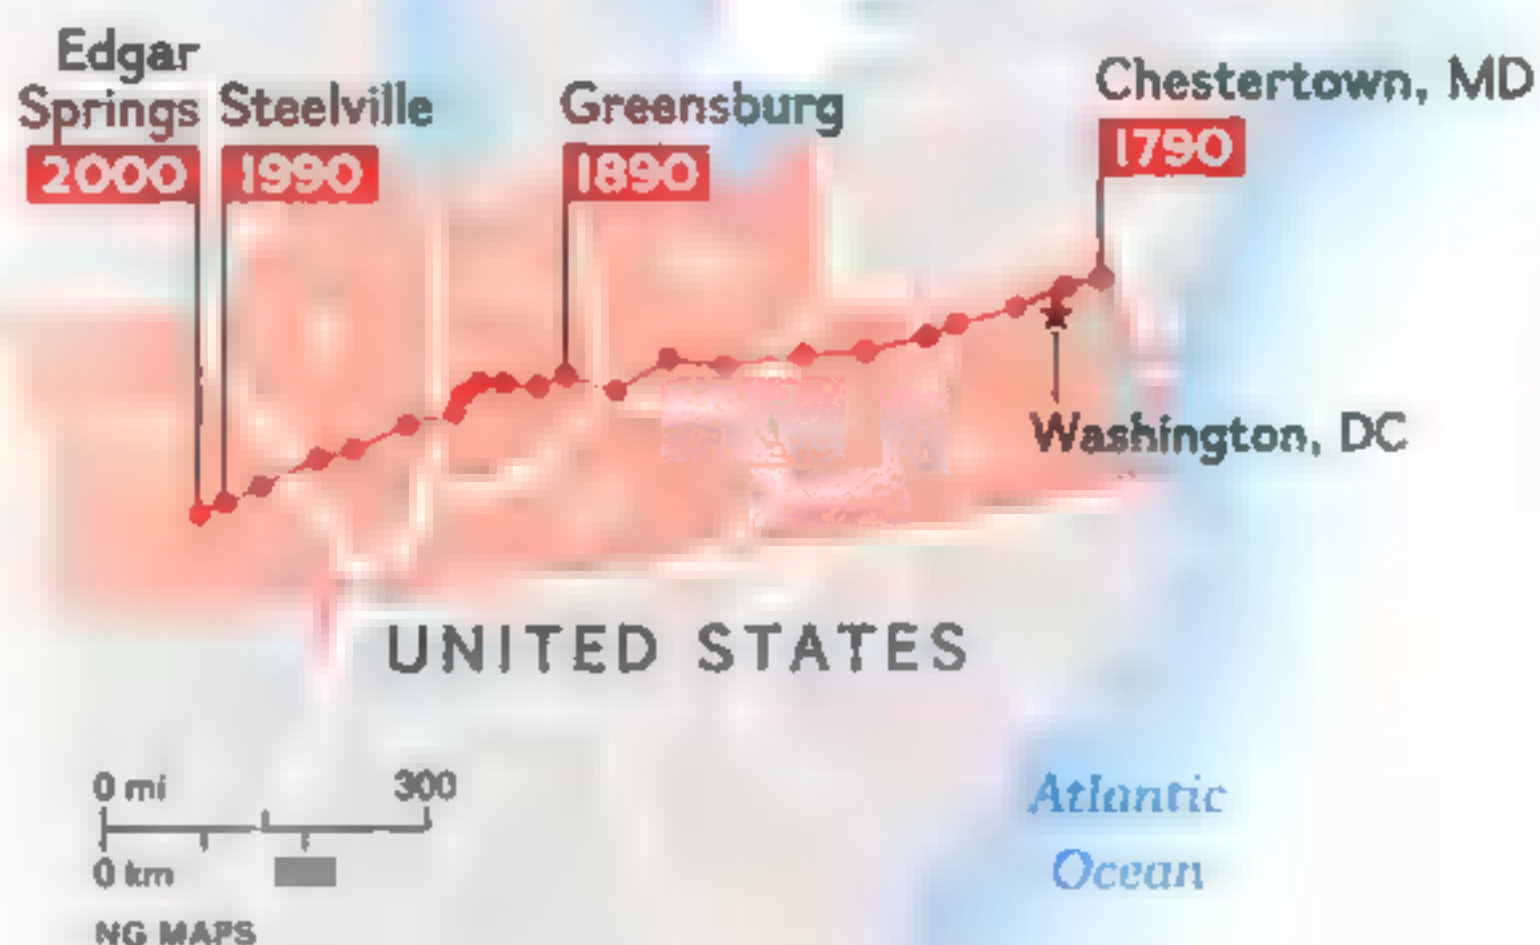 Edgar
Springs
2000
Steelville
1990
Greensburg
1890
Chestertown, MD
1790
Washington, DC
UNITED STATES
0 mi 300
0 km
Atlantic
Ocean
NG MAPS